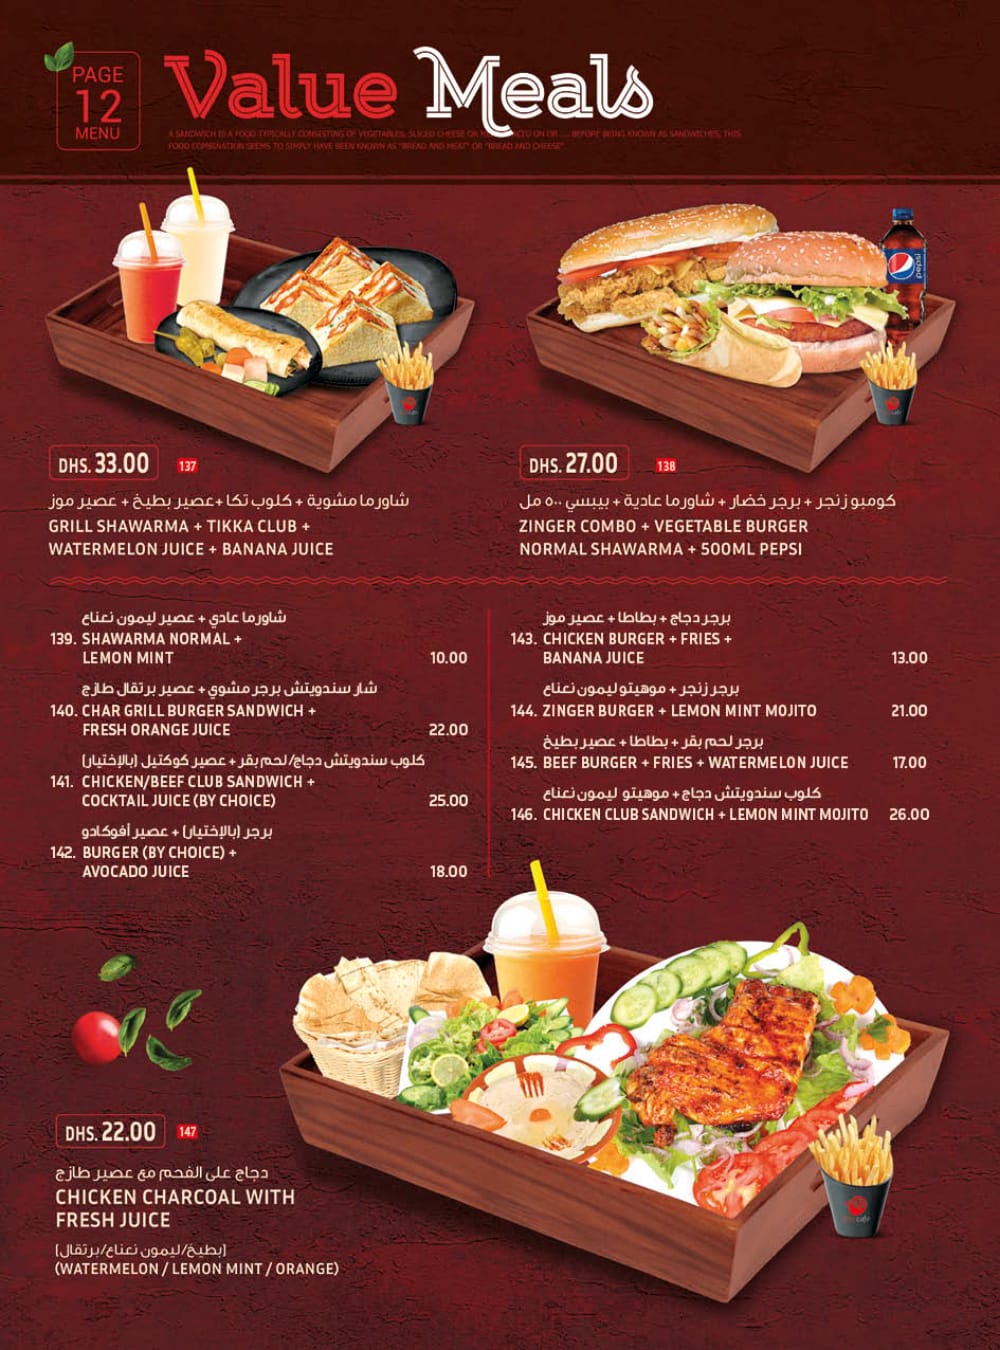 PAGE
12
MENU
Value Meals
A SANDWICH IS A FOOD TYPICALLY CONSISTING OF VEGETABLES, SLICED CHEESE OR ON OR .... BEFORE BEING KNOWN AS SANDWICHES, THIS
FOOD COMBINATION SEEMS TO SIMPLY HAVE BEEN KNOWN AS "BREAD AND MEAT" OR "BREAD AND CHEESE".
pepsi
DHS. 33.00 137
شاورما مشوية + كلوب تكا+عصير بطيخ + عصير موز
GRILL SHAWARMA + TIKKA CLUB +
WATERMELON JUICE + BANANA JUICE
DHS. 27.00 138
كومبو زنجر + برجر خضار + شاورما عادية + بيبسي ٥٠٠ مل
ZINGER COMBO + VEGETABLE BURGER
NORMAL SHAWARMA + 500ML PEPSI
شاورما عادي + عصير ليمون نعناع
139. SHAWARMA NORMAL +
LEMON MINT 10.00
شار سندويتش برجر مشوي + عصير برتقال طازج
140. CHAR GRILL BURGER SANDWICH +
FRESH ORANGE JUICE 22.00
كلوب سندويتش دجاج/لحم بقر + عصير كوكتيل (بالإختيار)
141. CHICKEN/BEEF CLUB SANDWICH +
COCKTAIL JUICE (BY CHOICE) 25.00
برجر (بالإختيار) + عصير أفوكادو
142. BURGER (BY CHOICE) +
AVOCADO JUICE 18.00
برجر دجاج + بطاطا + عصير موز
143. CHICKEN BURGER + FRIES +
BANANA JUICE 13.00
برجر زنجر + موهيتو ليمون نعناع
144. ZINGER BURGER + LEMON MINT MOJITO 21.00
برجر لحم بقر + بطاطا + عصير بطيخ
145. BEEF BURGER + FRIES + WATERMELON JUICE 17.00
كلوب سندويتش دجاج + موهيتو ليمون نعناع
146. CHICKEN CLUB SANDWICH + LEMON MINT MOJITO 26.00
DHS. 22.00 147
دجاج على الفحم مع عصير طازج
CHICKEN CHARCOAL WITH
FRESH JUICE
(بطيخ/ليمون نعناع/برتقال)
(WATERMELON / LEMON MINT / ORANGE)